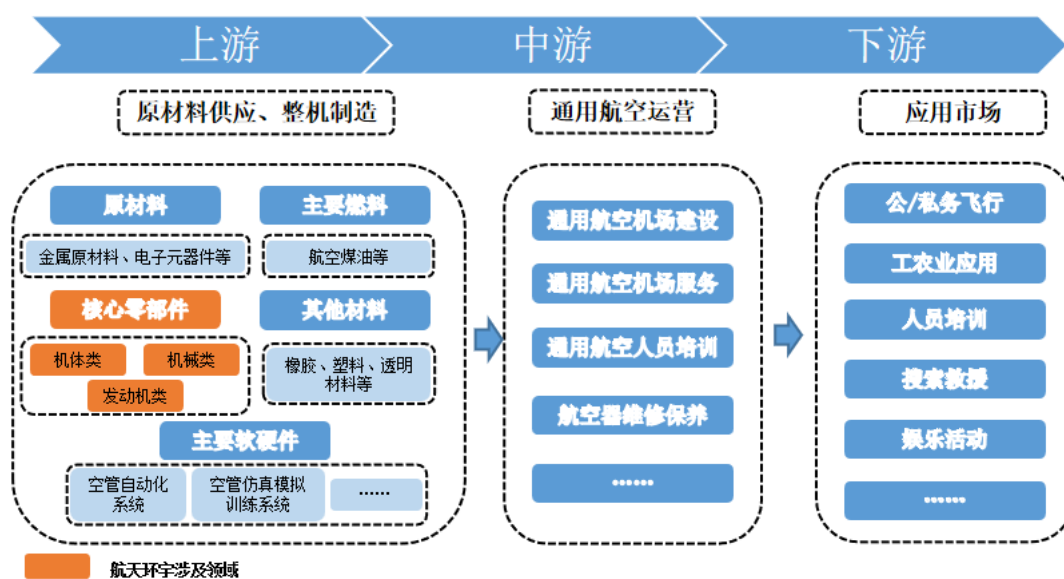 上游
中游
下游
原材料供应、整机制造
通用航空运营
应用市场
原材料
金属原材料、电子元器件等
主要燃料
航空煤油等
核心零部件
机体类
机械类
发动机类
其他材料
橡胶、塑料、透明
材料等
主要软硬件
空管自动化
系统
空管仿真模拟
训练系统
······
通用航空机场建设
通用航空机场服务
通用航空人员培训
航空器维修保养
······
公/私务飞行
工农业应用
人员培训
搜索救援
娱乐活动
······
航天环宇涉及领域